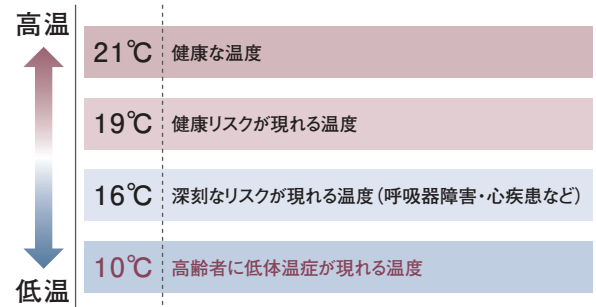 高温
21℃ 健康な温度
19℃ 健康リスクが現れる温度
16℃ 深刻なリスクが現れる温度(呼吸器障害・心疾患など)
10℃ 高齢者に低体温症が現れる温度
低温